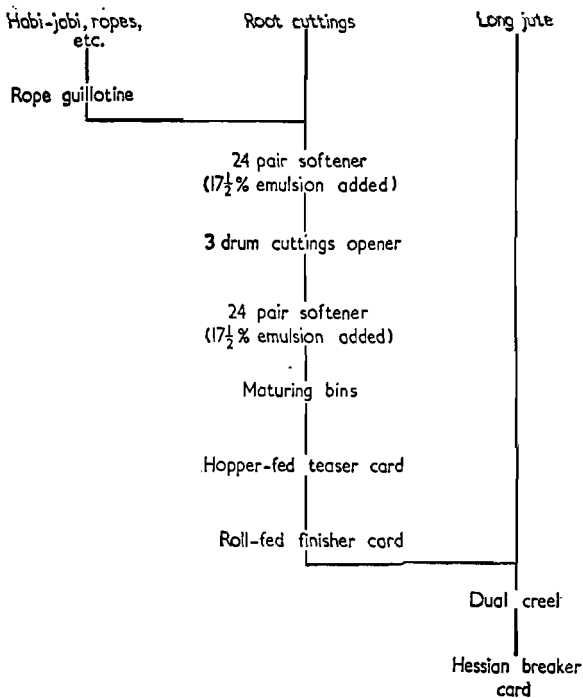 Habi-jabi, ropes,
etc.
Root cuttings
Long jute
Rope guillotine
24 pair softener
(17½% emulsion added)
3 drum cuttings opener
24 pair softener
(17½% emulsion added)
Maturing bins
Hopper-fed teaser card
Roll-fed finisher card
Dual creel
Hessian breaker
card